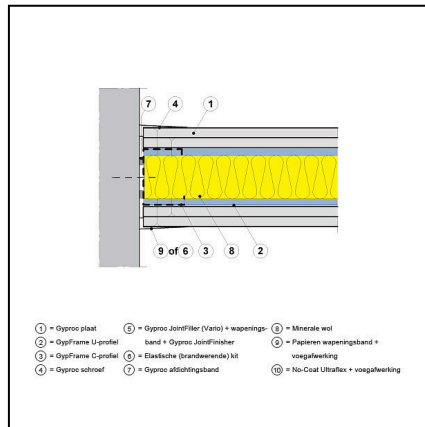 7 4 1
9 of 6 3 8 2
1 = Gyproc plaat
2 = GypFrame U-profiel
3 = GypFrame C-profiel
4 = Gyproc schroef
5 = Gyproc JointFiller (Vario) + wapenings-
band + Gyproc JointFinisher
6 = Elastische (brandwerende) kit
7 = Gyproc afdichtingsband
8 = Minerale wol
9 = Papieren wapeningsband +
voegafwerking
10 = No-Coat Ultraflex + voegafwerking